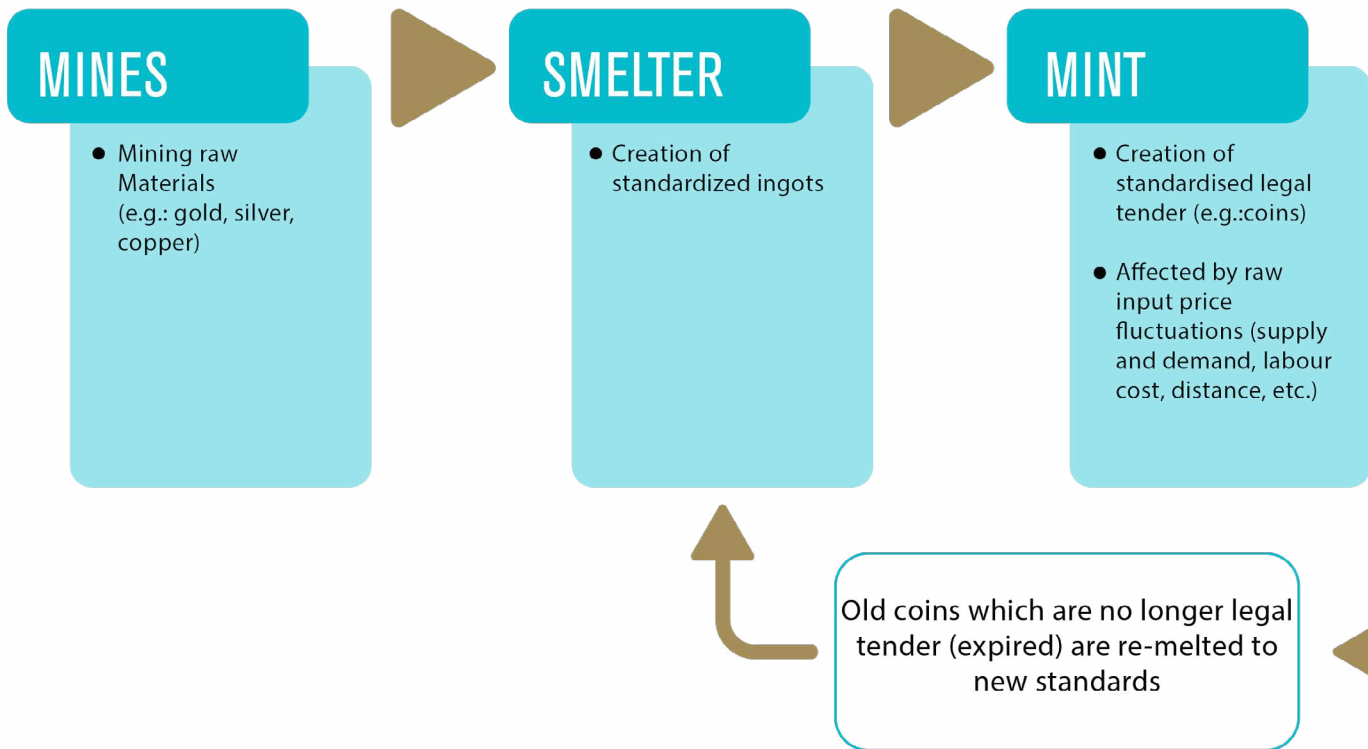 MINES
● Mining raw
Materials
(e.g.: gold, silver,
copper)
SMELTER
● Creation of
standardized ingots
MINT
● Creation of
standardised legal
tender (e.g.:coins)
● Affected by raw
input price
fluctuations (supply
and demand, labour
cost, distance, etc.)
Old coins which are no longer legal
tender (expired) are re-melted to
new standards